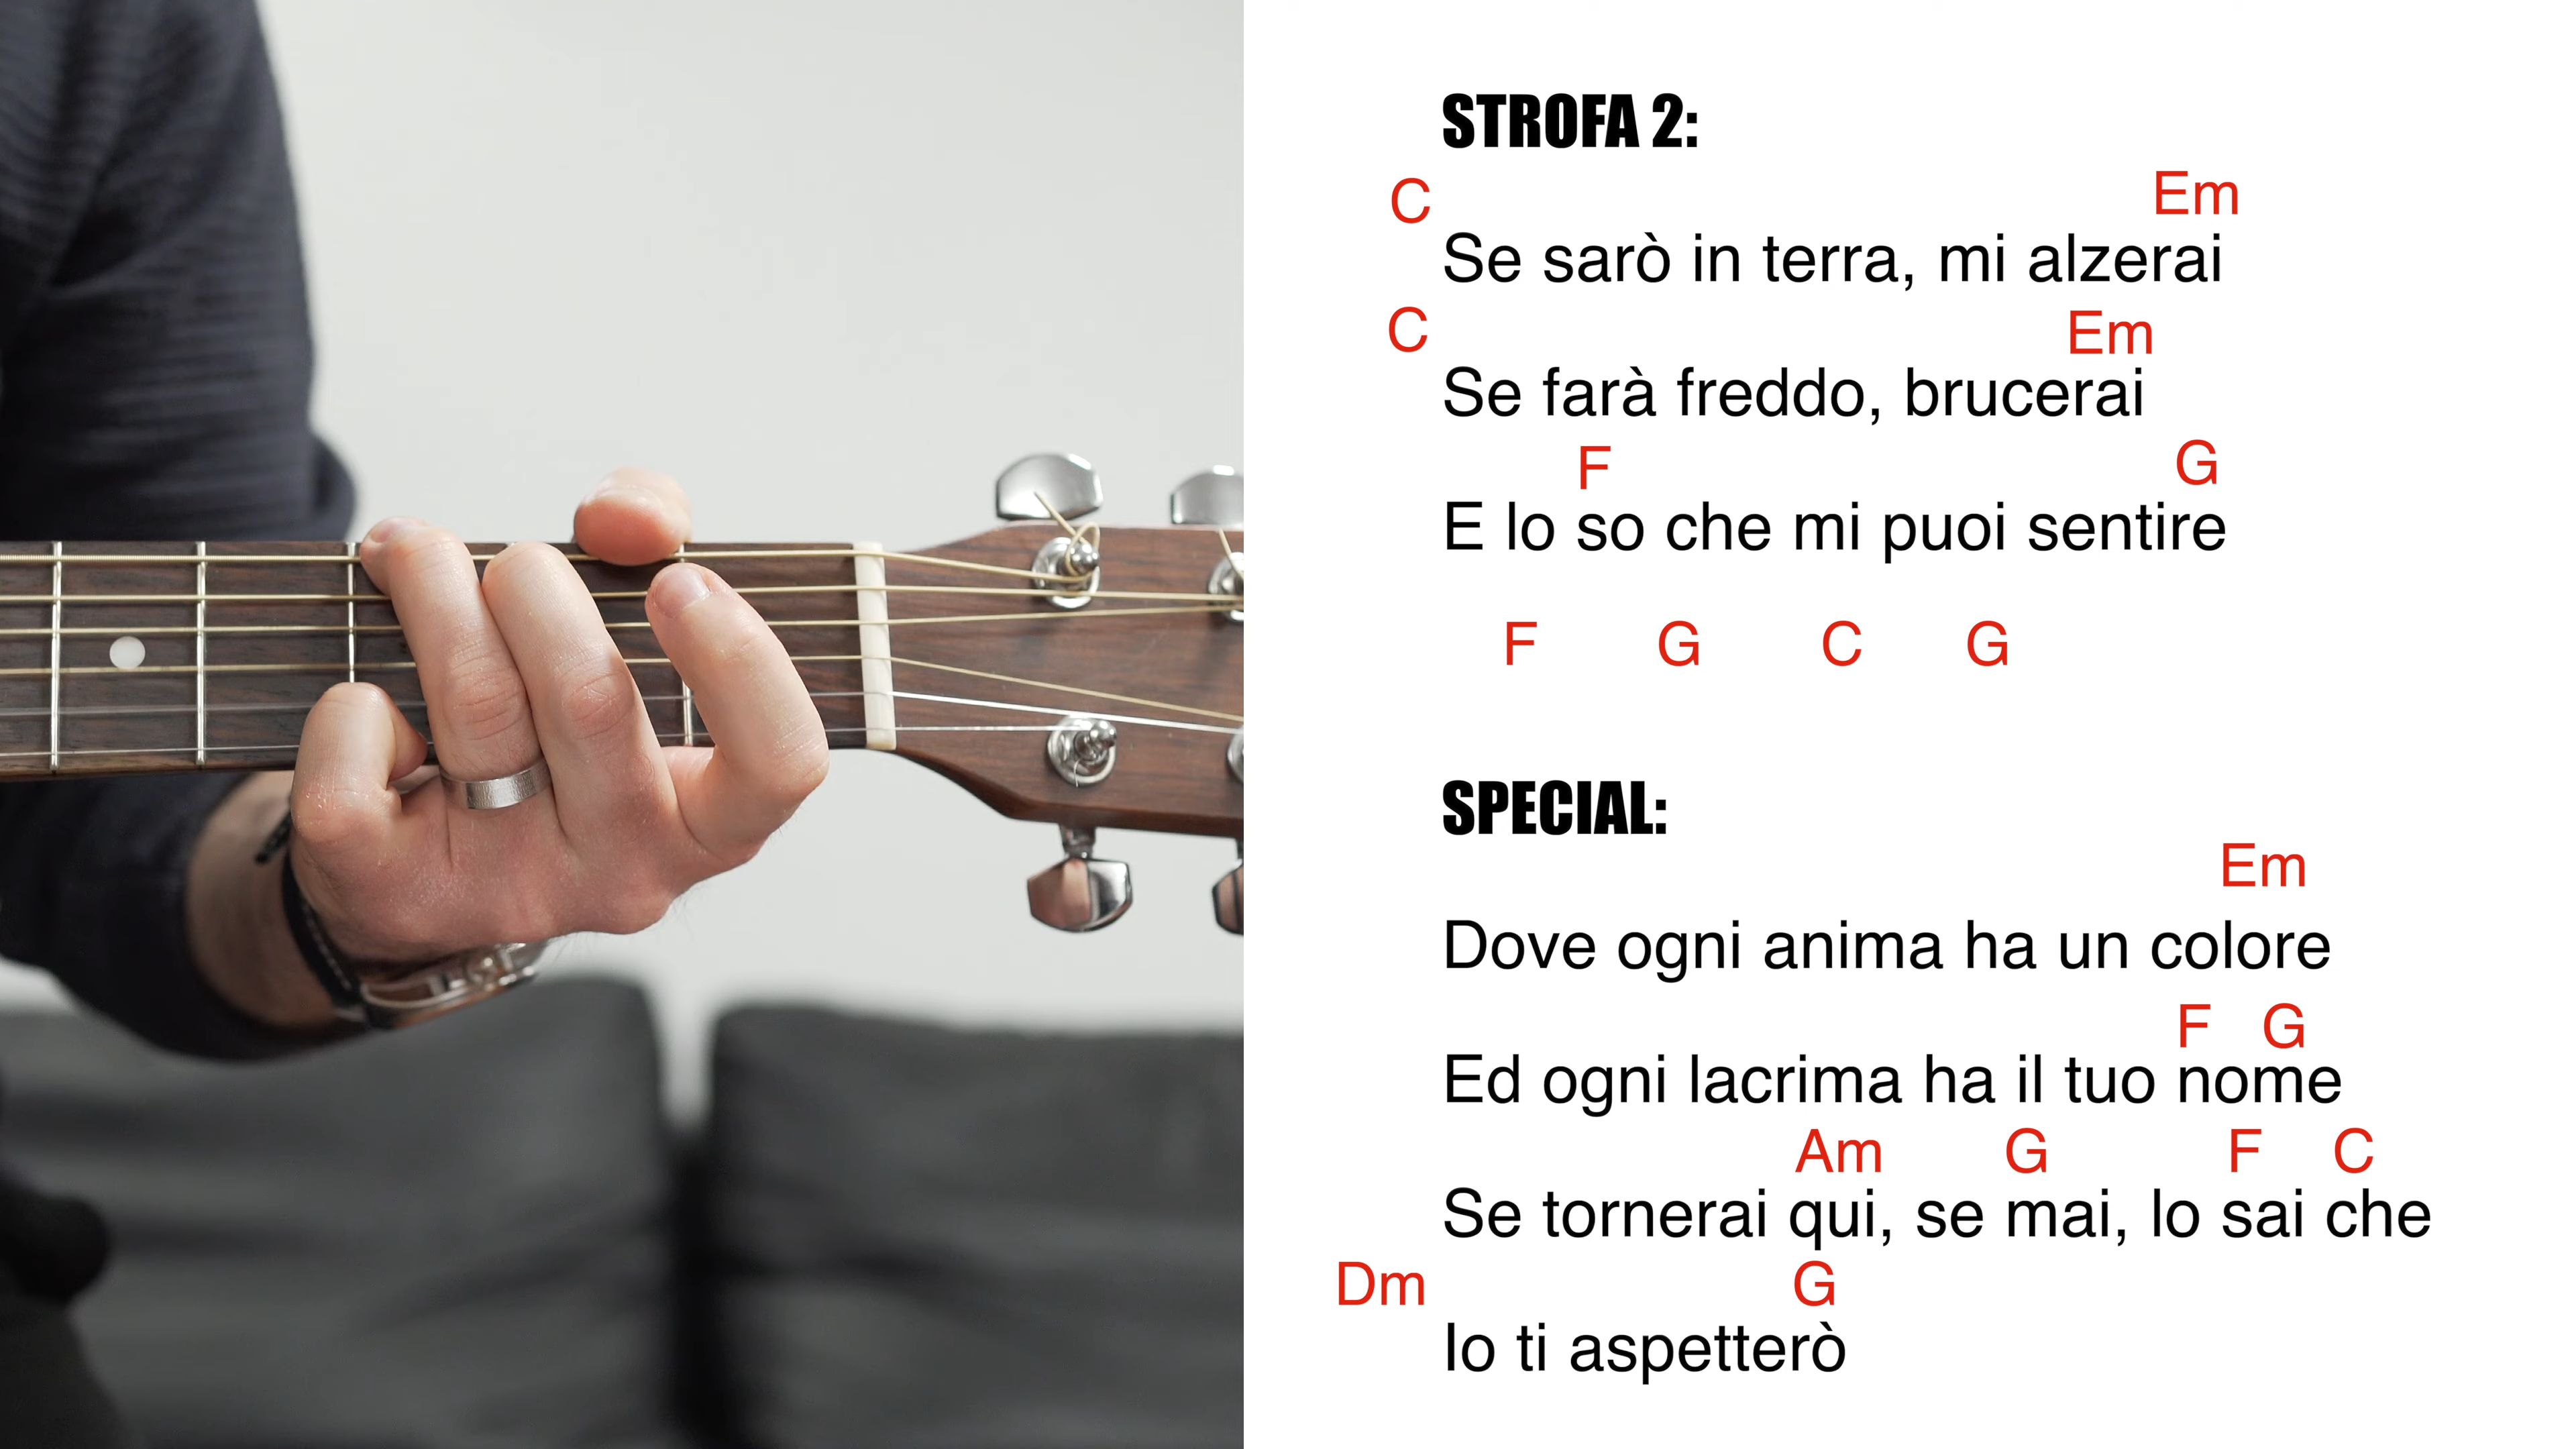 STROFA 2:
C Em
Se sarò in terra, mi alzerai
C Em
Se farà freddo, brucerai
F G
E lo so che mi puoi sentire
F G C G
SPECIAL:
Em
Dove ogni anima ha un colore
F G
Ed ogni lacrima ha il tuo nome
Am G F C
Se tornerai qui, se mai, lo sai che
Dm G
Io ti aspetterò